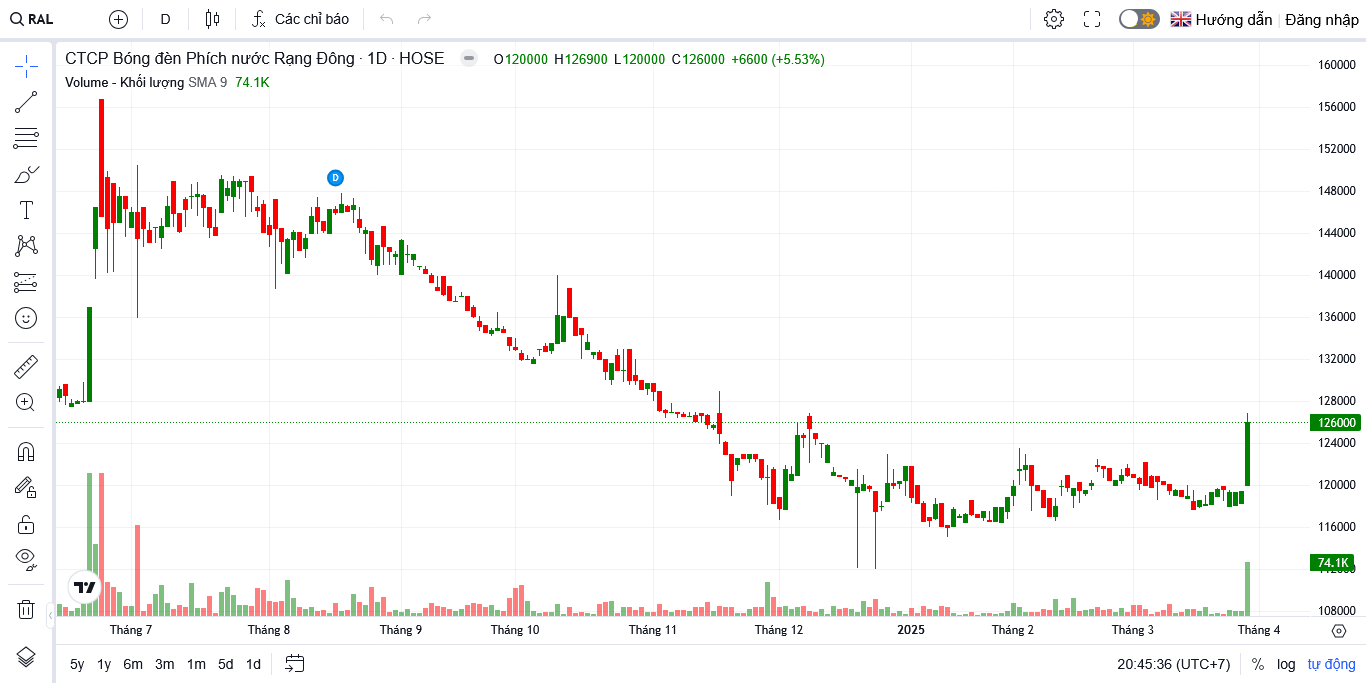 RAL D Các chỉ báo Hướng dẫn Đăng nhập
CTCP Bóng đèn Phích nước Rạng Đông · 1D · HOSE O120000 H126900 L120000 C126000 +6600 (+5.53%)
Volume - Khối lượng SMA 9 74.1K
160000
156000
152000
D
148000
144000
140000
136000
132000
128000
126000
124000
120000
116000
74.1K
108000
Tháng 7 Tháng 8 Tháng 9 Tháng 10 Tháng 11 Tháng 12 2025 Tháng 2 Tháng 3 Tháng 4
5y 1y 6m 3m 1m 5d 1d 20:45:36 (UTC+7) % log tự động